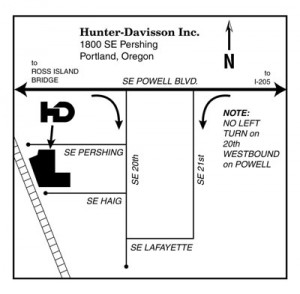 Hunter-Davisson Inc.
1800 SE Pershing
Portland, Oregon
N
to
ROSS ISLAND
BRIDGE
SE POWELL BLVD.
to
I-205
HD
NOTE:
NO LEFT
TURN on
20th
WESTBOUND
on POWELL
SE PERSHING
SE 20th
SE 21st
SE HAIG
SE LAFAYETTE